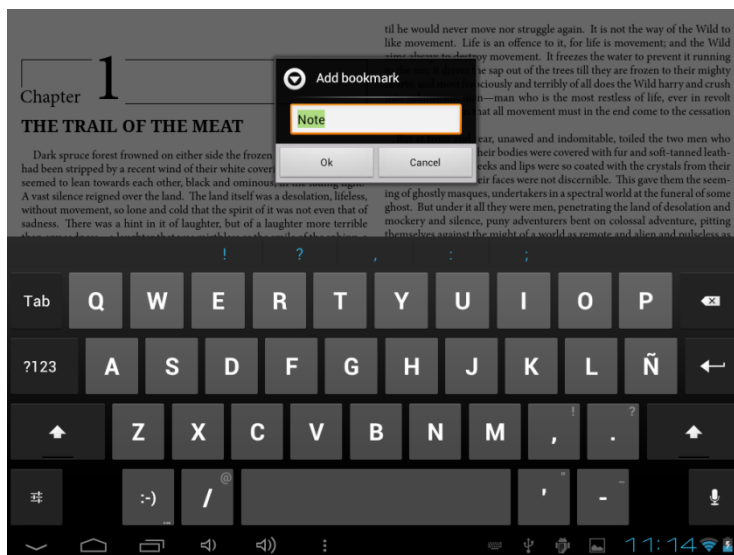 Chapter 1
THE TRAIL OF THE MEAT
Dark spruce forest frowned on either side the frozen
had been stripped by a recent wind of their white cover
seemed to lean towards each other, black and ominous,
A vast silence reigned over the land. The land itself was a desolation, lifeless,
without movement, so lone and cold that the spirit of it was not even that of
sadness. There was a hint in it of laughter, but of a laughter more terrible
til he would never move nor struggle again. It is not the way of the Wild to
like movement. Life is an offence to it, for life is movement; and the Wild
aims always to destroy movement. It freezes the water to prevent it running
he sap out of the trees till they are frozen to their mighty
ciously and terribly of all does the Wild harry and crush
n—man who is the most restless of life, ever in revolt
at all movement must in the end come to the cessation
ear, unawed and indomitable, toiled the two men who
heir bodies were covered with fur and soft-tanned leath-
eeks and lips were so coated with the crystals from their
eir faces were not discernible. This gave them the seem-
ing of ghostly masques, undertakers in a spectral world at the funeral of some
ghost. But under it all they were men, penetrating the land of desolation and
mockery and silence, puny adventurers bent on colossal adventure, pitting
themselves against the might of a world as remote and alien and pulseless as
Add bookmark
Note
Ok Cancel
! ? , : ;
Tab Q W E R T Y U I O P
?123 A S D F G H J K L Ñ
Z X C V B N M , ! . ?
:-) / @ ' " - _
11:14